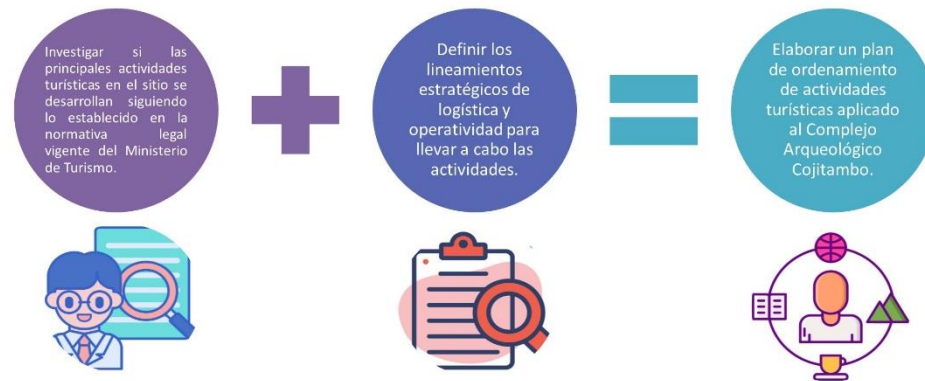 Investigar si las
principales actividades
turísticas en el sitio se
desarrollan siguiendo
lo establecido en la
normativa legal
vigente del Ministerio
de Turismo.
Definir los
lineamientos
estratégicos de
logística y
operatividad para
llevar a cabo las
actividades.
Elaborar un plan
de ordenamiento
de actividades
turísticas aplicado
al Complejo
Arqueológico
Cojitambo.